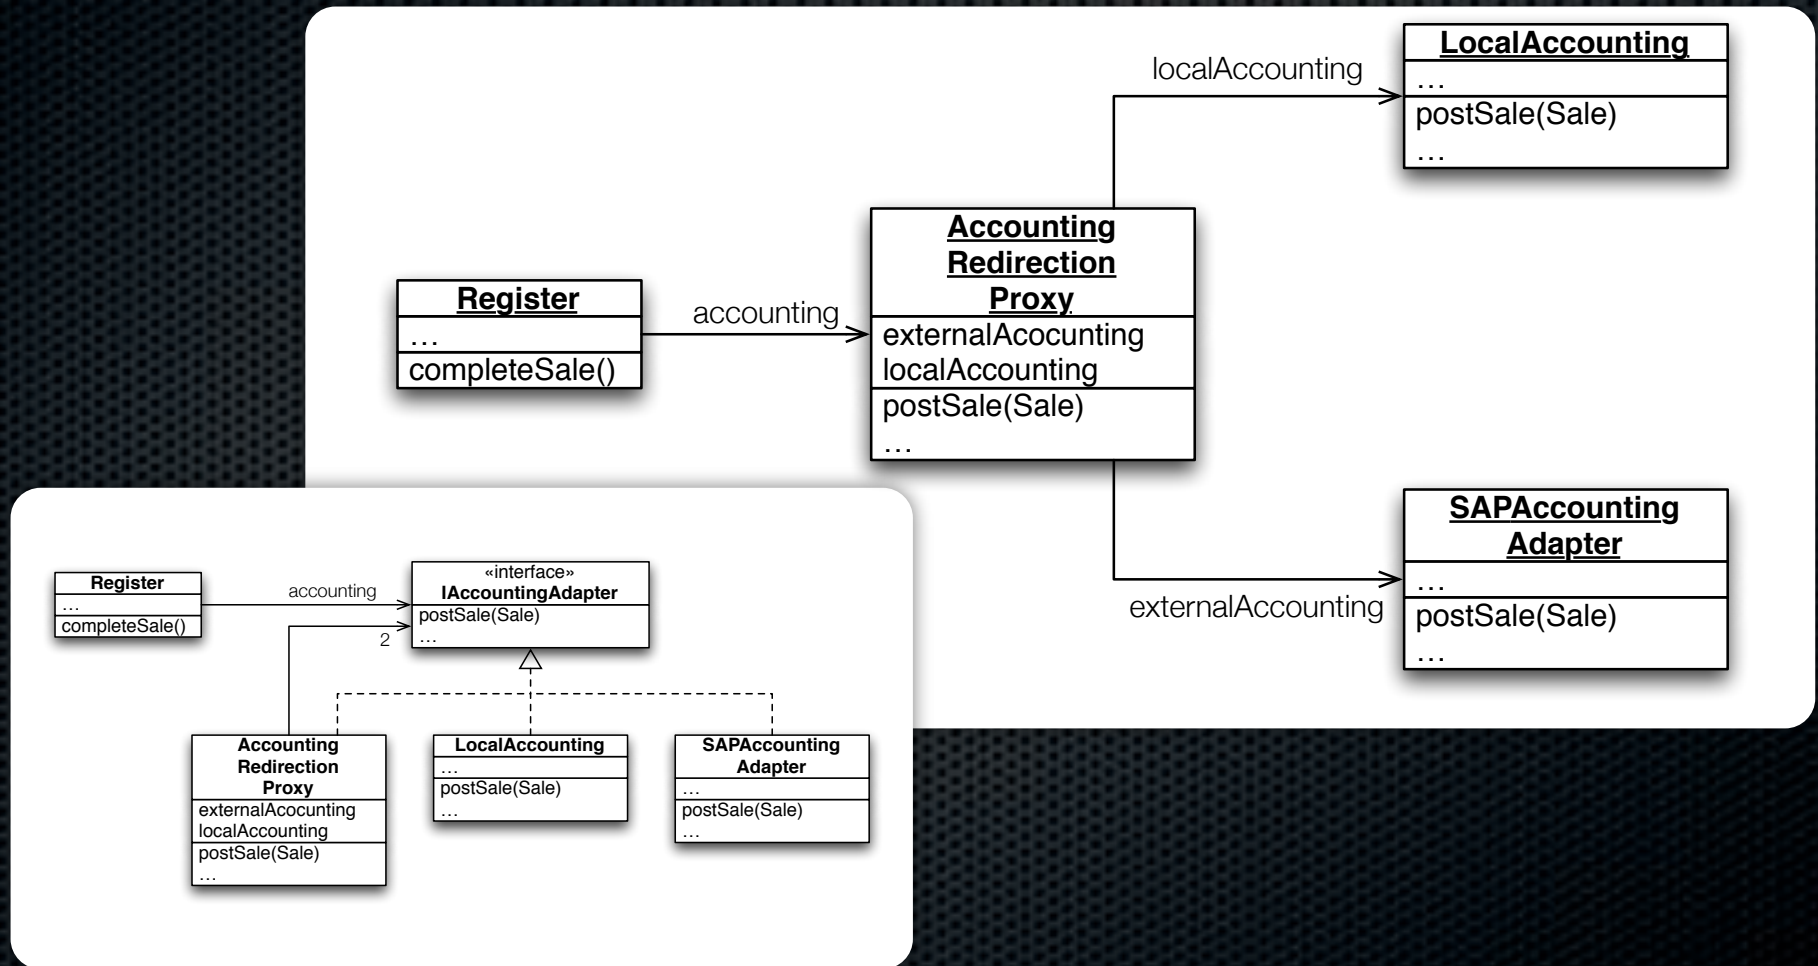 LocalAccounting
…
postSale(Sale)
…
localAccounting
Accounting
Redirection
Proxy
externalAcocunting
localAccounting
postSale(Sale)
…
Register
…
completeSale()
accounting
SAPAccounting
Adapter
…
postSale(Sale)
…
externalAccounting
Register
…
completeSale()
accounting
2
«interface»
IAccountingAdapter
postSale(Sale)
…
Accounting
Redirection
Proxy
externalAcocunting
localAccounting
postSale(Sale)
…
LocalAccounting
…
postSale(Sale)
…
SAPAccounting
Adapter
…
postSale(Sale)
…